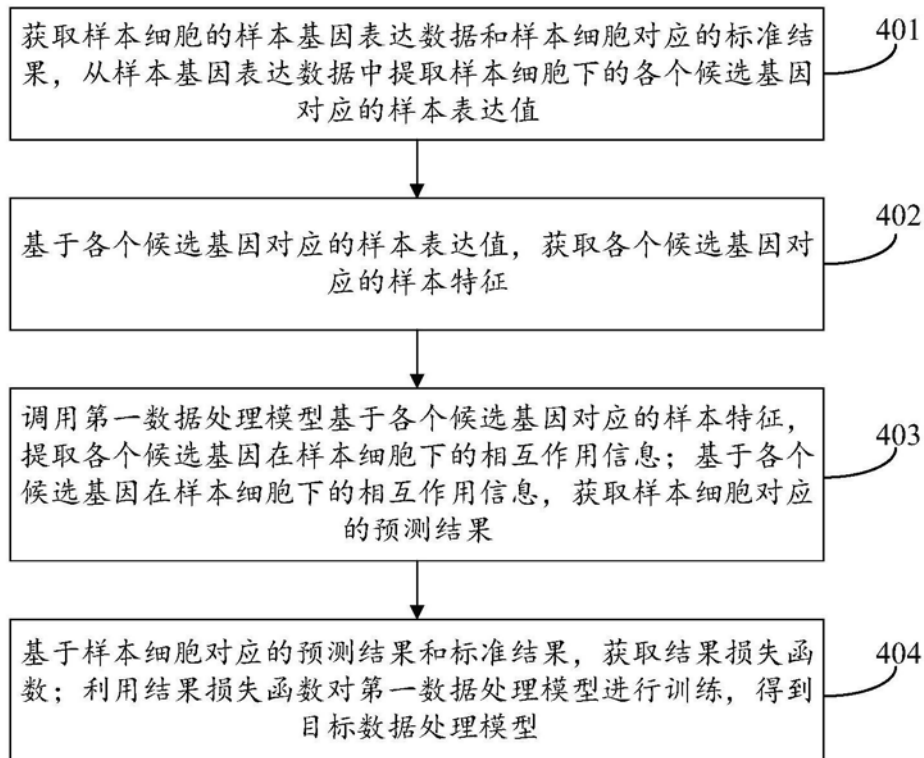 获取样本细胞的样本基因表达数据和样本细胞对应的标准结
果，从样本基因表达数据中提取样本细胞下的各个候选基因
对应的样本表达值
401
基于各个候选基因对应的样本表达值，获取各个候选基因对
应的样本特征
402
调用第一数据处理模型基于各个候选基因对应的样本特征，
提取各个候选基因在样本细胞下的相互作用信息；基于各个
候选基因在样本细胞下的相互作用信息，获取样本细胞对应
的预测结果
403
基于样本细胞对应的预测结果和标准结果，获取结果损失函
数；利用结果损失函数对第一数据处理模型进行训练，得到
目标数据处理模型
404